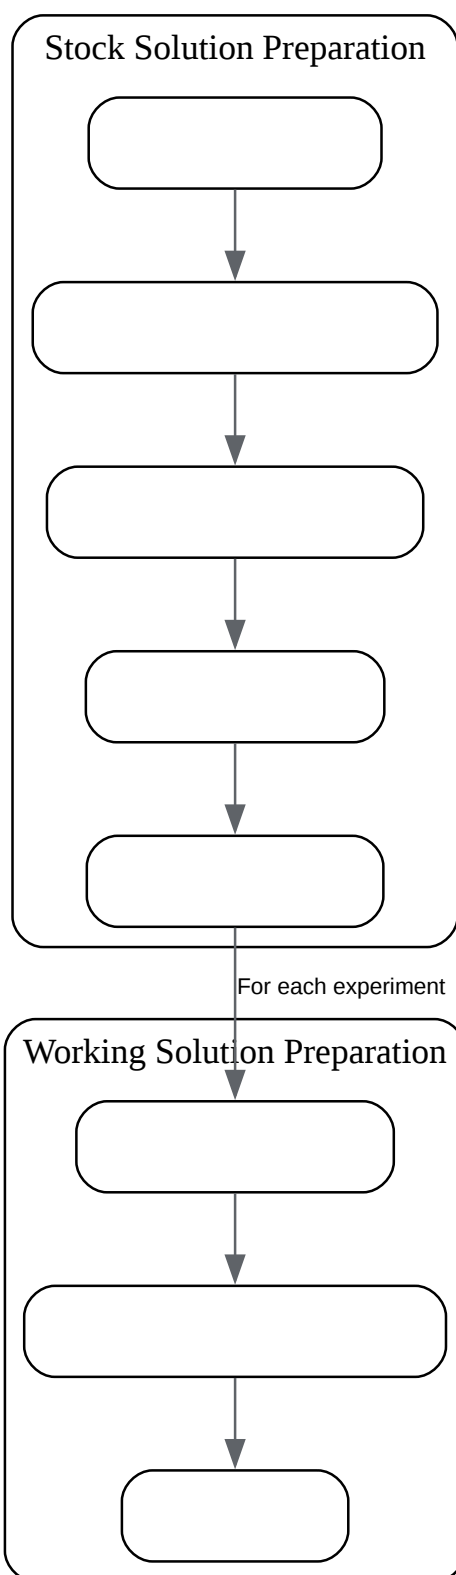 Stock Solution Preparation
For each experiment
Working Solution Preparation